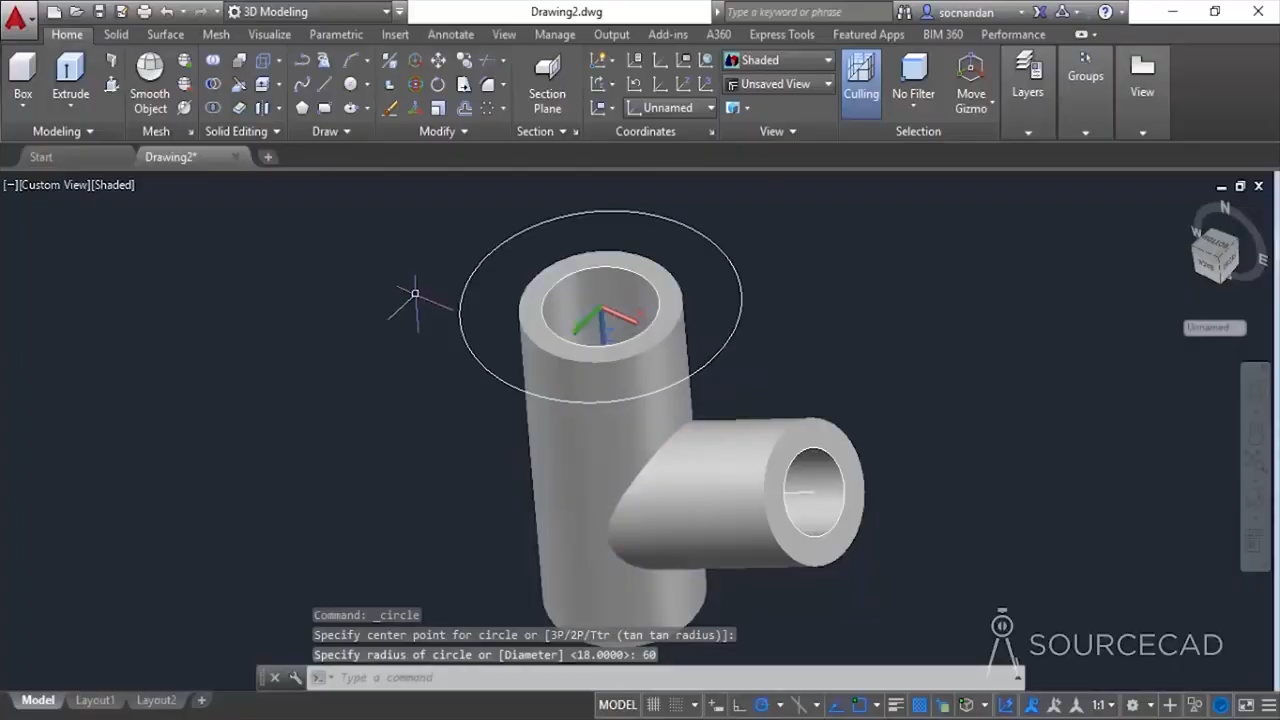 3D Modeling
Drawing2.dwg
Type a keyword or phrase
socnandan
Home Solid Surface Mesh Visualize Parametric Insert Annotate View Manage Output Add-ins A360 Express Tools Featured Apps BIM 360 Performance
Box
Extrude
Smooth
Object
Section
Plane
Shaded
Unsaved View
Unnamed
Culling
No Filter
Move
Gizmo
Layers
Groups
View
Modeling Mesh Solid Editing Draw Modify Section Coordinates View Selection
Start Drawing2*
[−][Custom View][Shaded]
N
W
E
Unnamed
Command: _circle
Specify center point for circle or [3P/2P/Ttr (tan tan radius)]:
Specify radius of circle or [Diameter] <18.0000>: 60
Type a command
SOURCECAD
Model Layout1 Layout2
MODEL
1:1